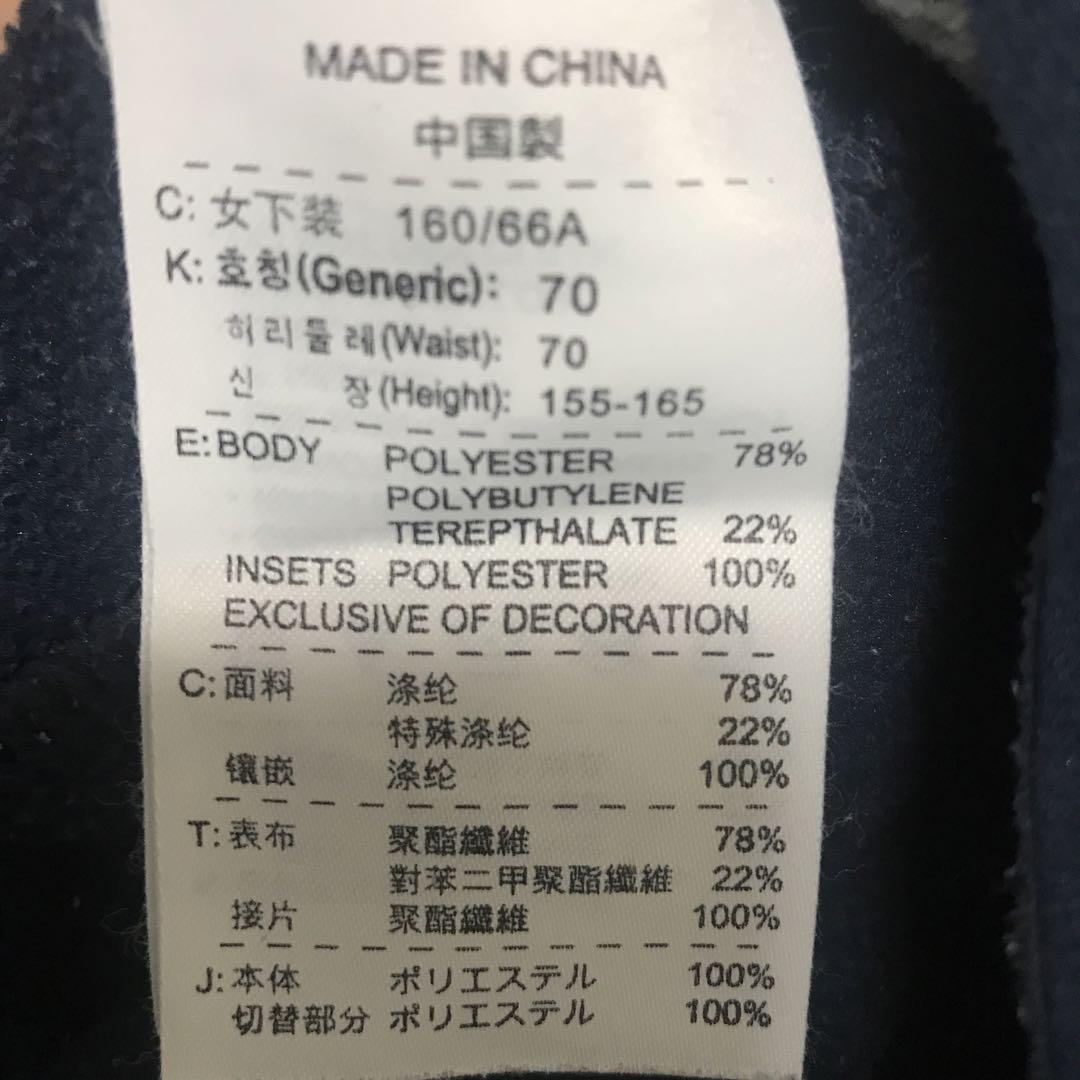 MADE IN CHINA
中国製
C: 女下装 160/66A
K: 호칭(Generic): 70
허리둘레(Waist): 70
신 장(Height): 155-165
E: BODY POLYESTER 78%
POLYBUTYLENE
TEREPTHALATE 22%
INSETS POLYESTER 100%
EXCLUSIVE OF DECORATION
C: 面料 涤纶 78%
特殊涤纶 22%
镶嵌 涤纶 100%
T: 表布 聚酯纖維 78%
對苯二甲聚酯纖維 22%
接片 聚酯纖維 100%
J: 本体 ポリエステル 100%
切替部分 ポリエステル 100%